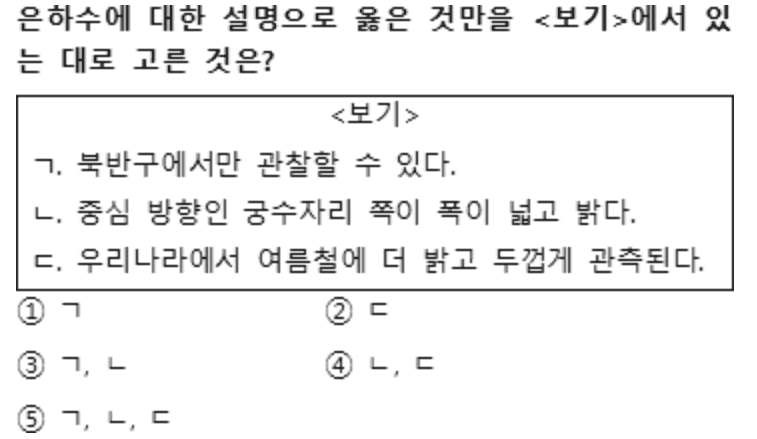 은하수에 대한 설명으로 옳은 것만을 <보기>에서 있
는 대로 고른 것은?
<보기>
ㄱ. 북반구에서만 관찰할 수 있다.
ㄴ. 중심 방향인 궁수자리 쪽이 폭이 넓고 밝다.
ㄷ. 우리나라에서 여름철에 더 밝고 두껍게 관측된다.
① ㄱ ② ㄷ
③ ㄱ, ㄴ ④ ㄴ, ㄷ
⑤ ㄱ, ㄴ, ㄷ